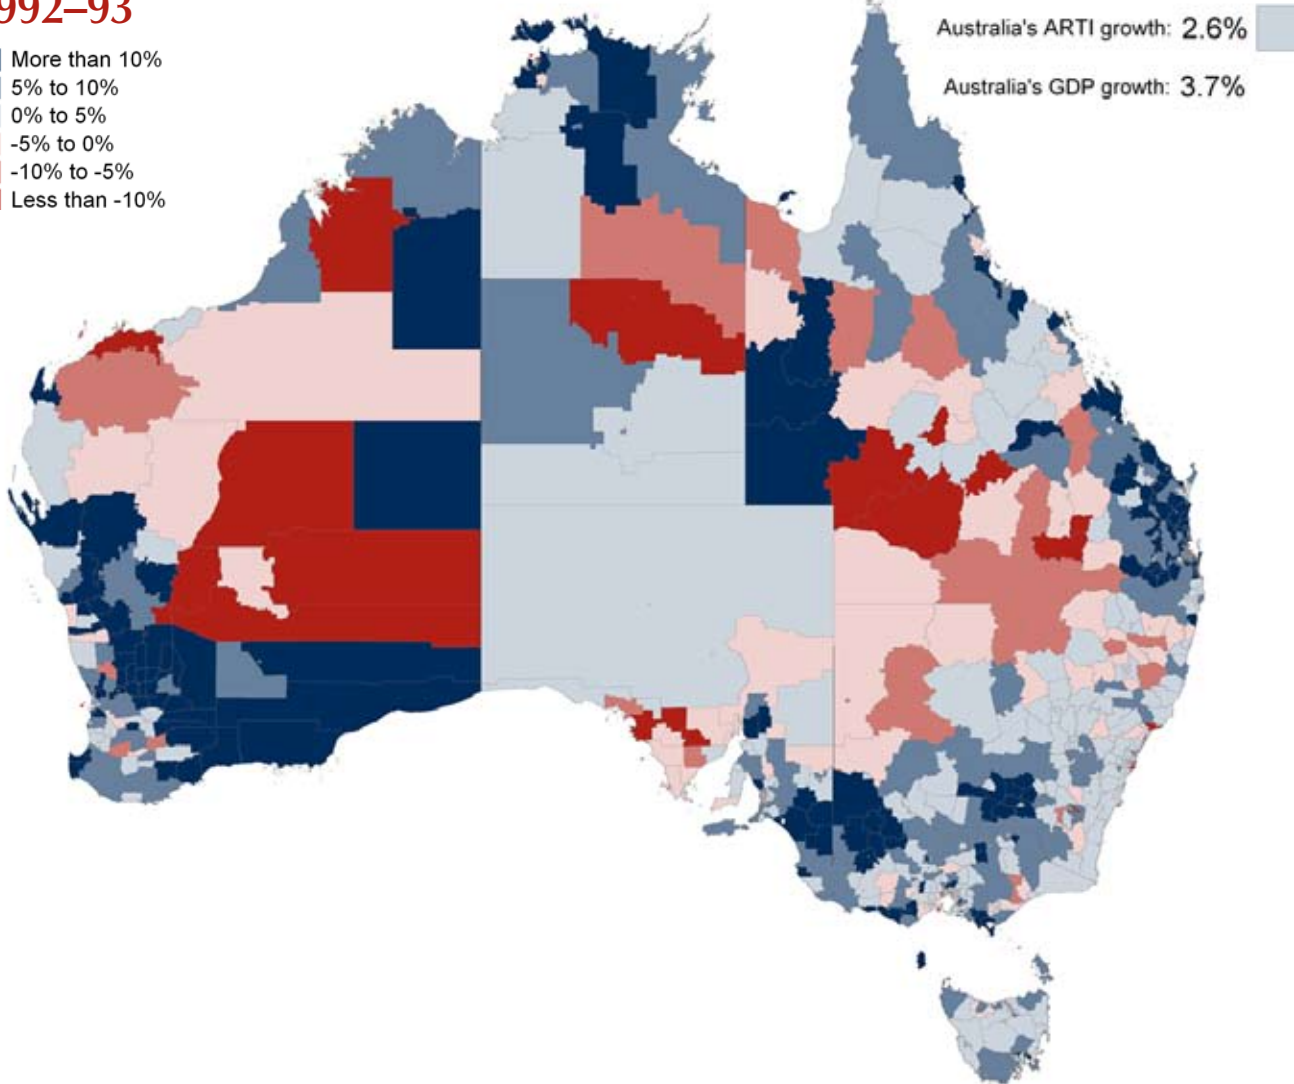 992–93
More than 10%
5% to 10%
0% to 5%
-5% to 0%
-10% to -5%
Less than -10%
Australia's ARTI growth: 2.6%
Australia's GDP growth: 3.7%